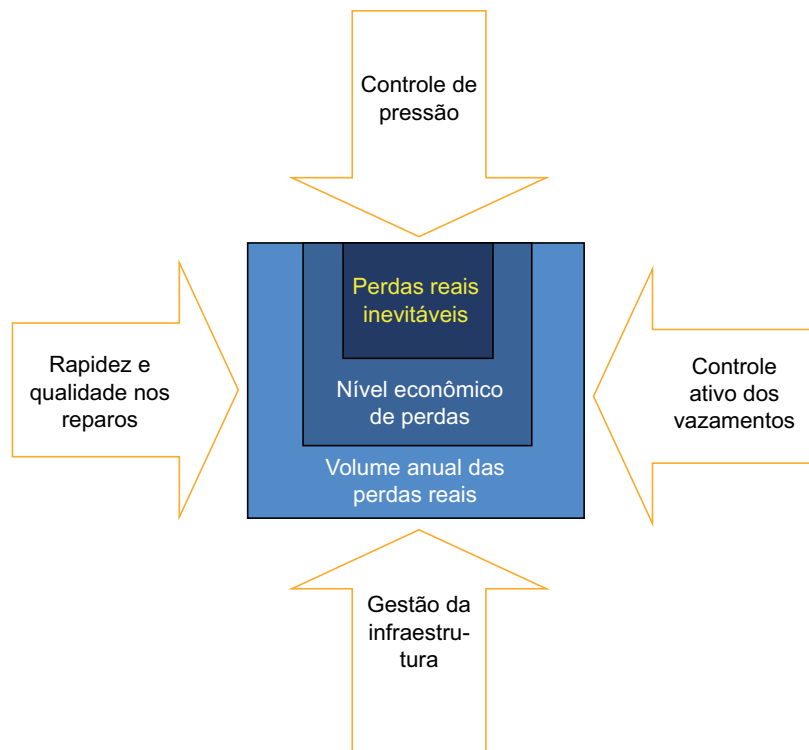 Controle de
pressão
Perdas reais
inevitáveis
Rapidez e
qualidade nos
reparos
Nível econômico
de perdas
Controle
ativo dos
vazamentos
Volume anual das
perdas reais
Gestão da
infraestru-
tura